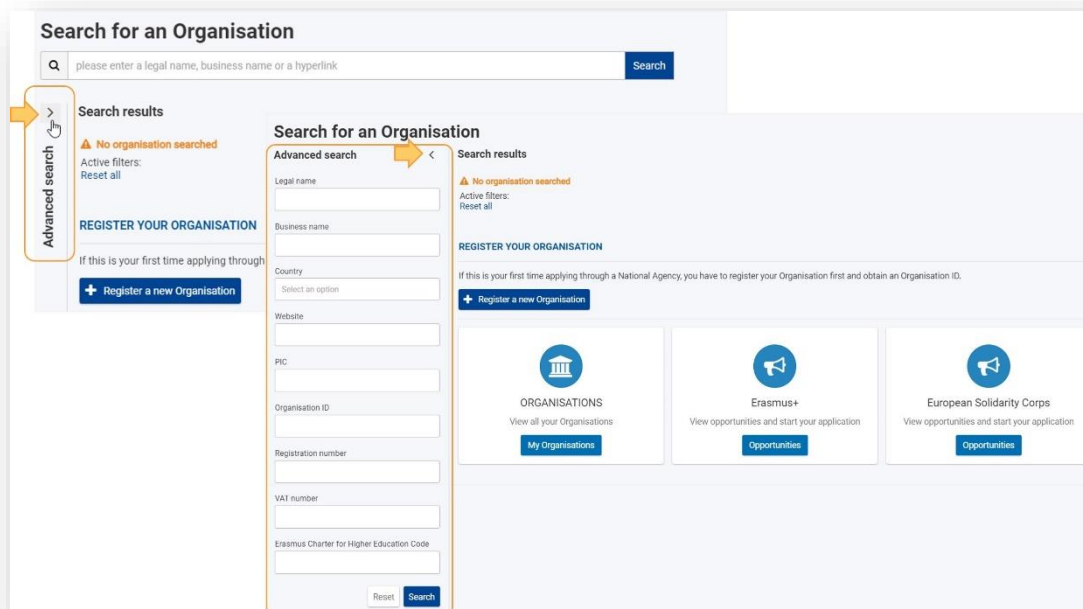 Search for an Organisation
please enter a legal name, business name or a hyperlink
Search
Advanced search
Search results
No organisation searched
Active filters:
Reset all
REGISTER YOUR ORGANISATION
If this is your first time applying through
Register a new Organisation
Search for an Organisation
Advanced search
Legal name
Business name
Country
Select an option
Website
PIC
Organisation ID
Registration number
VAT number
Erasmus Charter for Higher Education Code
Reset Search
Search results
No organisation searched
Active filters:
Reset all
REGISTER YOUR ORGANISATION
If this is your first time applying through a National Agency, you have to register your Organisation first and obtain an Organisation ID.
Register a new Organisation
ORGANISATIONS
View all your Organisations
My Organisations
Erasmus+
View opportunities and start your application
Opportunities
European Solidarity Corps
View opportunities and start your application
Opportunities